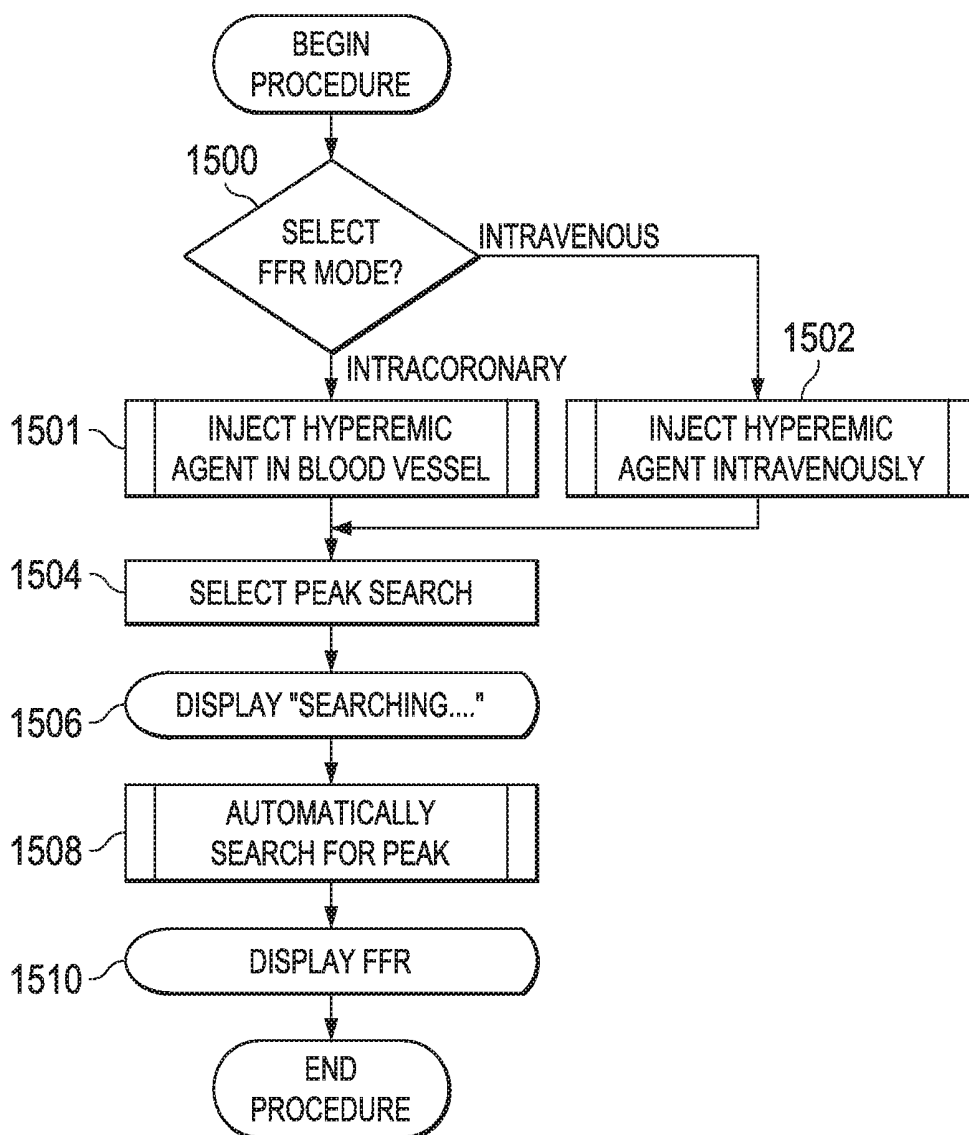 BEGIN
PROCEDURE
1500
SELECT
FFR MODE?
INTRAVENOUS
INTRACORONARY
1502
1501
INJECT HYPEREMIC
AGENT IN BLOOD VESSEL
INJECT HYPEREMIC
AGENT INTRAVENOUSLY
1504
SELECT PEAK SEARCH
1506
DISPLAY "SEARCHING...."
1508
AUTOMATICALLY
SEARCH FOR PEAK
1510
DISPLAY FFR
END
PROCEDURE